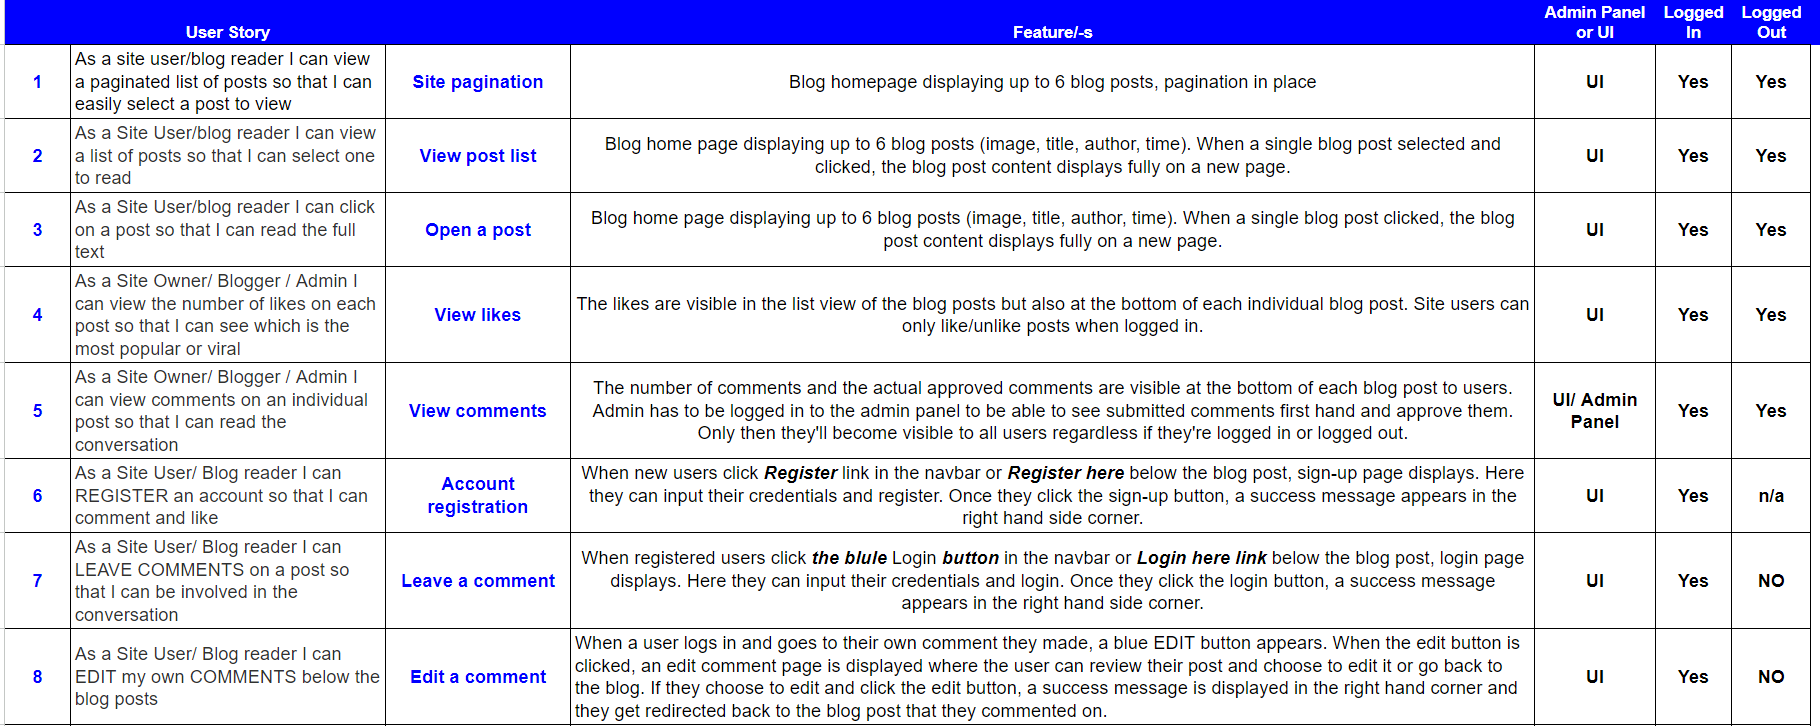 User Story
Feature/-s
Admin Panel
or UI
Logged
In
Logged
Out
1
As a site user/blog reader I can view
a paginated list of posts so that I can
easily select a post to view
Site pagination
Blog homepage displaying up to 6 blog posts, pagination in place
UI
Yes
Yes
2
As a Site User/blog reader I can view
a list of posts so that I can select one
to read
View post list
Blog home page displaying up to 6 blog posts (image, title, author, time). When a single blog post selected and
clicked, the blog post content displays fully on a new page.
UI
Yes
Yes
3
As a Site User/blog reader I can click
on a post so that I can read the full
text
Open a post
Blog home page displaying up to 6 blog posts (image, title, author, time). When a single blog post clicked, the blog
post content displays fully on a new page.
UI
Yes
Yes
4
As a Site Owner/ Blogger / Admin I
can view the number of likes on each
post so that I can see which is the
most popular or viral
View likes
The likes are visible in the list view of the blog posts but also at the bottom of each individual blog post. Site users can
only like/unlike posts when logged in.
UI
Yes
Yes
5
As a Site Owner/ Blogger / Admin I
can view comments on an individual
post so that I can read the
conversation
View comments
The number of comments and the actual approved comments are visible at the bottom of each blog post to users.
Admin has to be logged in to the admin panel to be able to see submitted comments first hand and approve them.
Only then they'll become visible to all users regardless if they're logged in or logged out.
UI/ Admin
Panel
Yes
Yes
6
As a Site User/ Blog reader I can
REGISTER an account so that I can
comment and like
Account
registration
When new users click Register link in the navbar or Register here below the blog post, sign-up page displays. Here
they can input their credentials and register. Once they click the sign-up button, a success message appears in the
right hand side corner.
UI
Yes
n/a
7
As a Site User/ Blog reader I can
LEAVE COMMENTS on a post so
that I can be involved in the
conversation
Leave a comment
When registered users click the blule Login button in the navbar or Login here link below the blog post, login page
displays. Here they can input their credentials and login. Once they click the login button, a success message
appears in the right hand side corner.
UI
Yes
NO
8
As a Site User/ Blog reader I can
EDIT my own COMMENTS below the
blog posts
Edit a comment
When a user logs in and goes to their own comment they made, a blue EDIT button appears. When the edit button is
clicked, an edit comment page is displayed where the user can review their post and choose to edit it or go back to
the blog. If they choose to edit and click the edit button, a success message is displayed in the right hand corner and
they get redirected back to the blog post that they commented on.
UI
Yes
NO